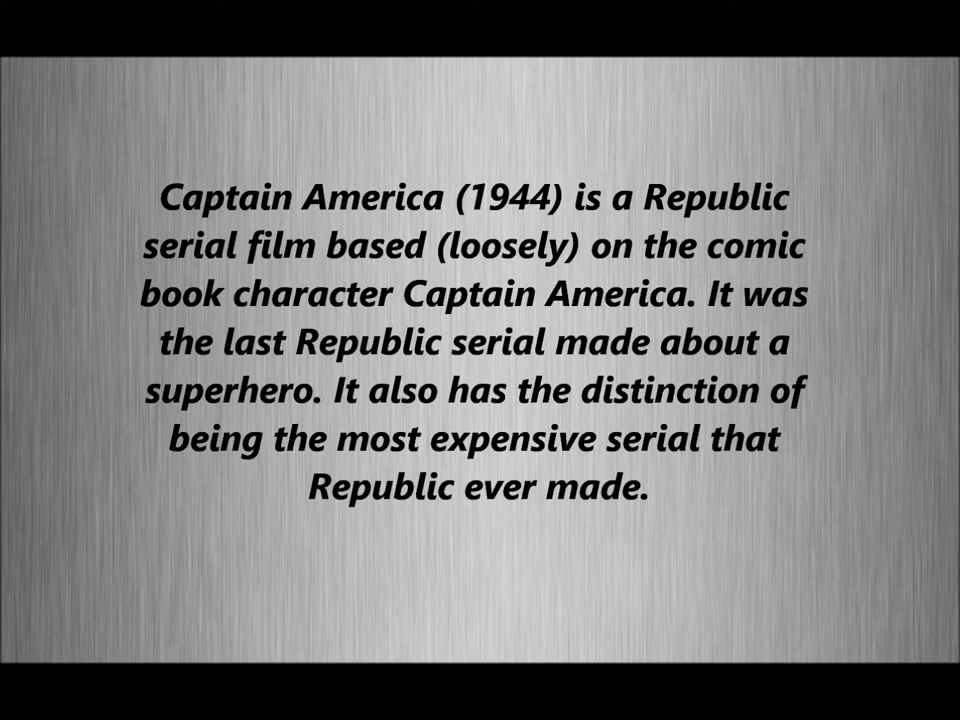 Captain America (1944) is a Republic
serial film based (loosely) on the comic
book character Captain America. It was
the last Republic serial made about a
superhero. It also has the distinction of
being the most expensive serial that
Republic ever made.